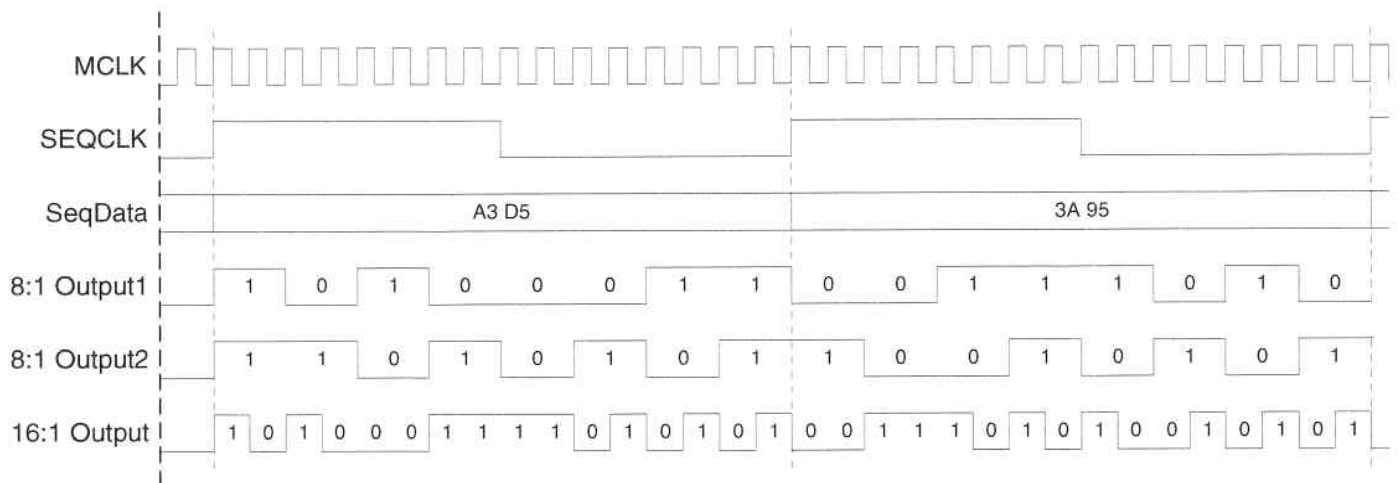 MCLK
SEQCLK
SeqData A3 D5 3A 95
8:1 Output1 1 0 1 0 0 0 1 1 0 0 1 1 1 0 1 0
8:1 Output2 1 1 0 1 0 1 0 1 1 0 0 1 0 1 0 1
16:1 Output 1 0 1 0 0 0 1 1 1 1 0 1 0 1 0 1 0 0 1 1 1 0 1 0 1 0 0 1 0 1 0 1